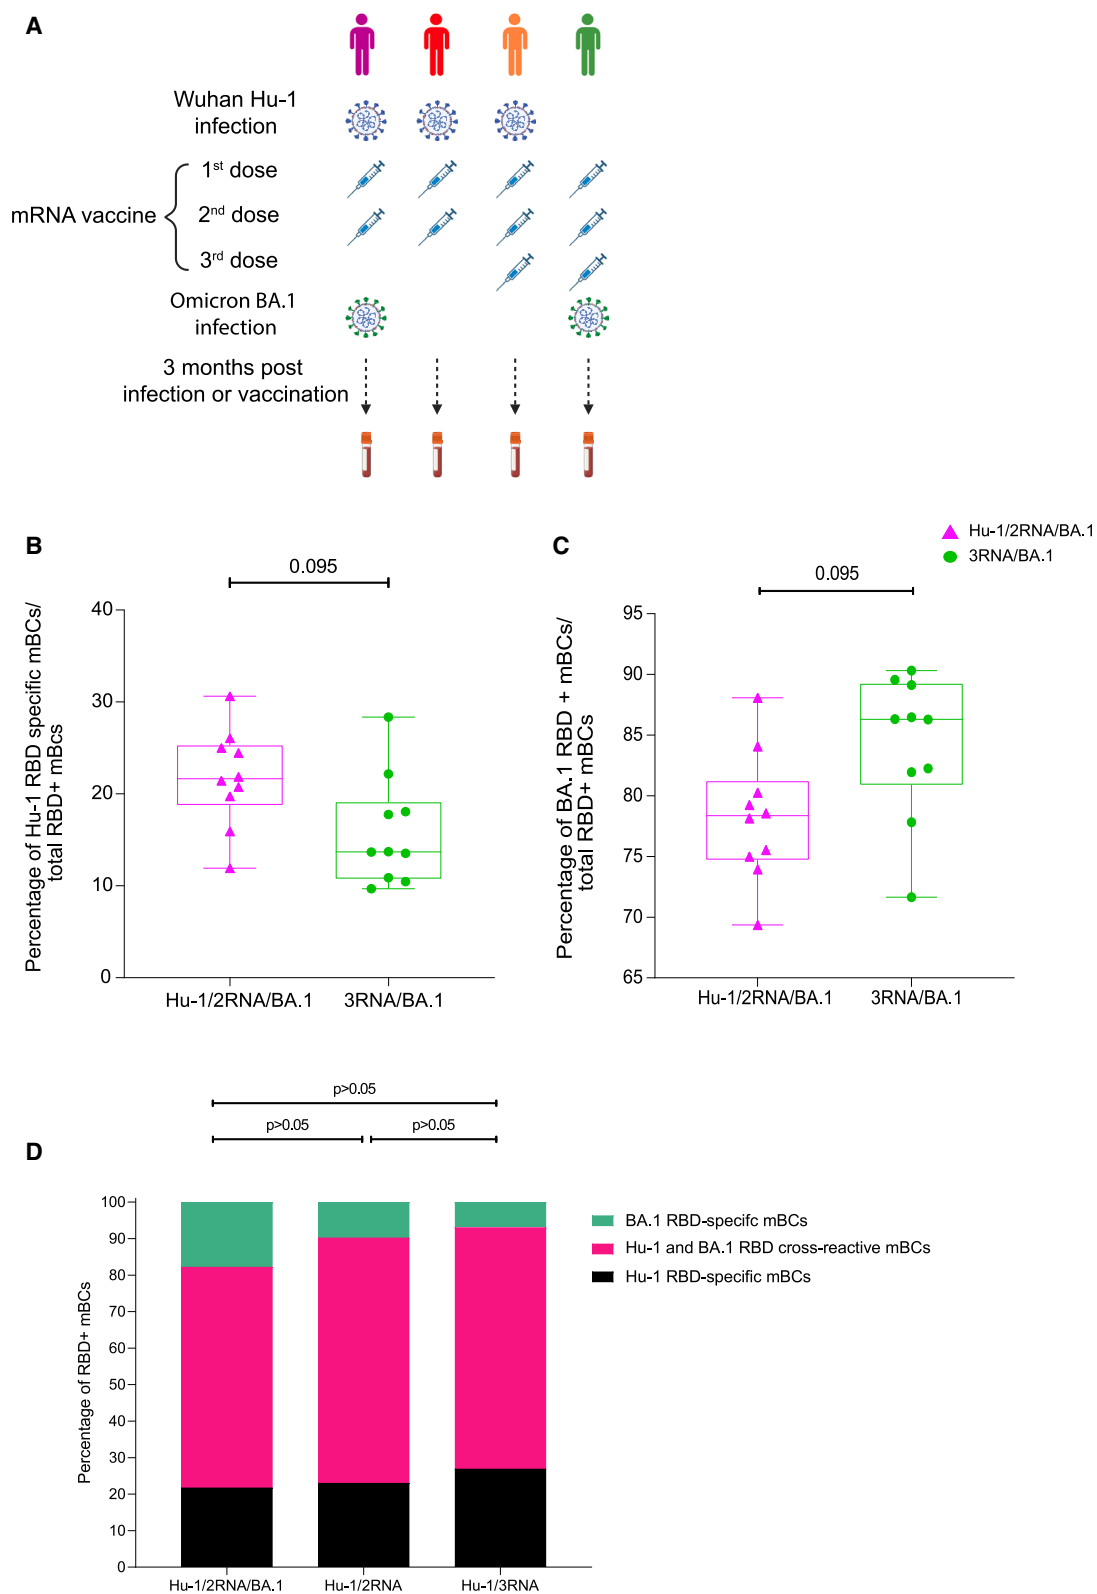 A
Wuhan Hu-1
infection
mRNA vaccine
1st dose
2nd dose
3rd dose
Omicron BA.1
infection
3 months post
infection or vaccination
B
0.095
Percentage of Hu-1 RBD specific mBCs/
total RBD+ mBcs
40
30
20
10
0
Hu-1/2RNA/BA.1
3RNA/BA.1
C
Hu-1/2RNA/BA.1
3RNA/BA.1
0.095
Percentage of BA.1 RBD + mBCs/
total RBD+ mBCs
95
90
85
80
75
70
65
Hu-1/2RNA/BA.1
3RNA/BA.1
D
p>0.05
p>0.05
p>0.05
Percentage of RBD+ mBCs
100
90
80
70
60
50
40
30
20
10
0
Hu-1/2RNA/BA.1
Hu-1/2RNA
Hu-1/3RNA
BA.1 RBD-specifc mBCs
Hu-1 and BA.1 RBD cross-reactive mBCs
Hu-1 RBD-specific mBCs